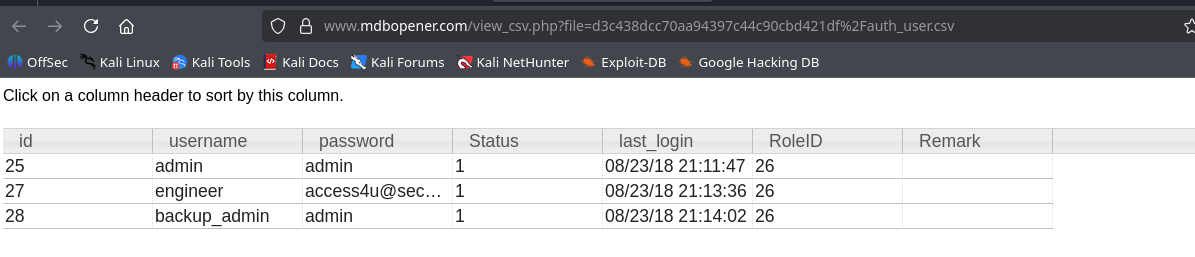 www.mdbopener.com/view_csv.php?file=d3c438dcc70aa94397c44c90cbd421df%2Fauth_user.csv
OffSec Kali Linux Kali Tools Kali Docs Kali Forums Kali NetHunter Exploit-DB Google Hacking DB
Click on a column header to sort by this column.
id username password Status last_login RoleID Remark
25 admin admin 1 08/23/18 21:11:47 26
27 engineer access4u@sec... 1 08/23/18 21:13:36 26
28 backup_admin admin 1 08/23/18 21:14:02 26